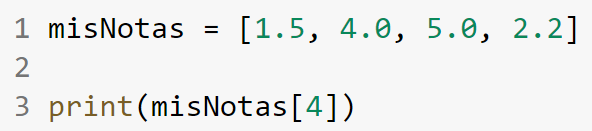 1 misNotas = [1.5, 4.0, 5.0, 2.2]
2
3 print(misNotas[4])